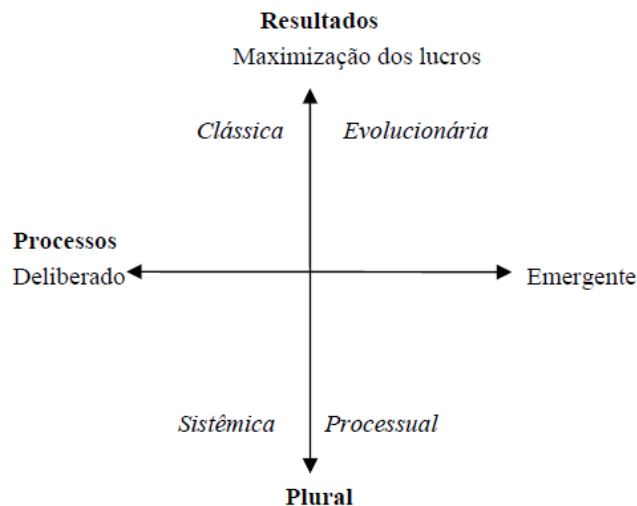 Resultados
Maximização dos lucros
Clássica
Evolucionária
Processos
Deliberado
Emergente
Sistêmica
Processual
Plural